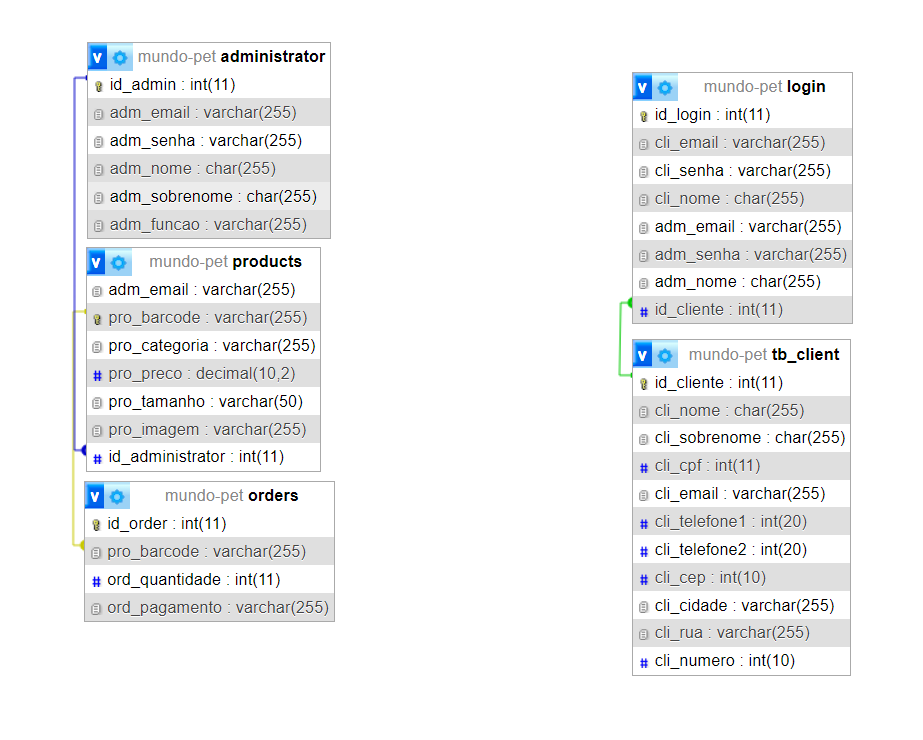 v mundo-pet administrator
id_admin : int(11)
adm_email : varchar(255)
adm_senha : varchar(255)
adm_nome : char(255)
adm_sobrenome : char(255)
adm_funcao : varchar(255)
v mundo-pet products
adm_email : varchar(255)
pro_barcode : varchar(255)
pro_categoria : varchar(255)
# pro_preco : decimal(10,2)
pro_tamanho : varchar(50)
pro_imagem : varchar(255)
# id_administrator : int(11)
v mundo-pet orders
id_order : int(11)
pro_barcode : varchar(255)
# ord_quantidade : int(11)
ord_pagamento : varchar(255)
v mundo-pet login
id_login : int(11)
cli_email : varchar(255)
cli_senha : varchar(255)
cli_nome : char(255)
adm_email : varchar(255)
adm_senha : varchar(255)
adm_nome : char(255)
# id_cliente : int(11)
v mundo-pet tb_client
id_cliente : int(11)
cli_nome : char(255)
cli_sobrenome : char(255)
# cli_cpf : int(11)
cli_email : varchar(255)
# cli_telefone1 : int(20)
# cli_telefone2 : int(20)
# cli_cep : int(10)
cli_cidade : varchar(255)
cli_rua : varchar(255)
# cli_numero : int(10)